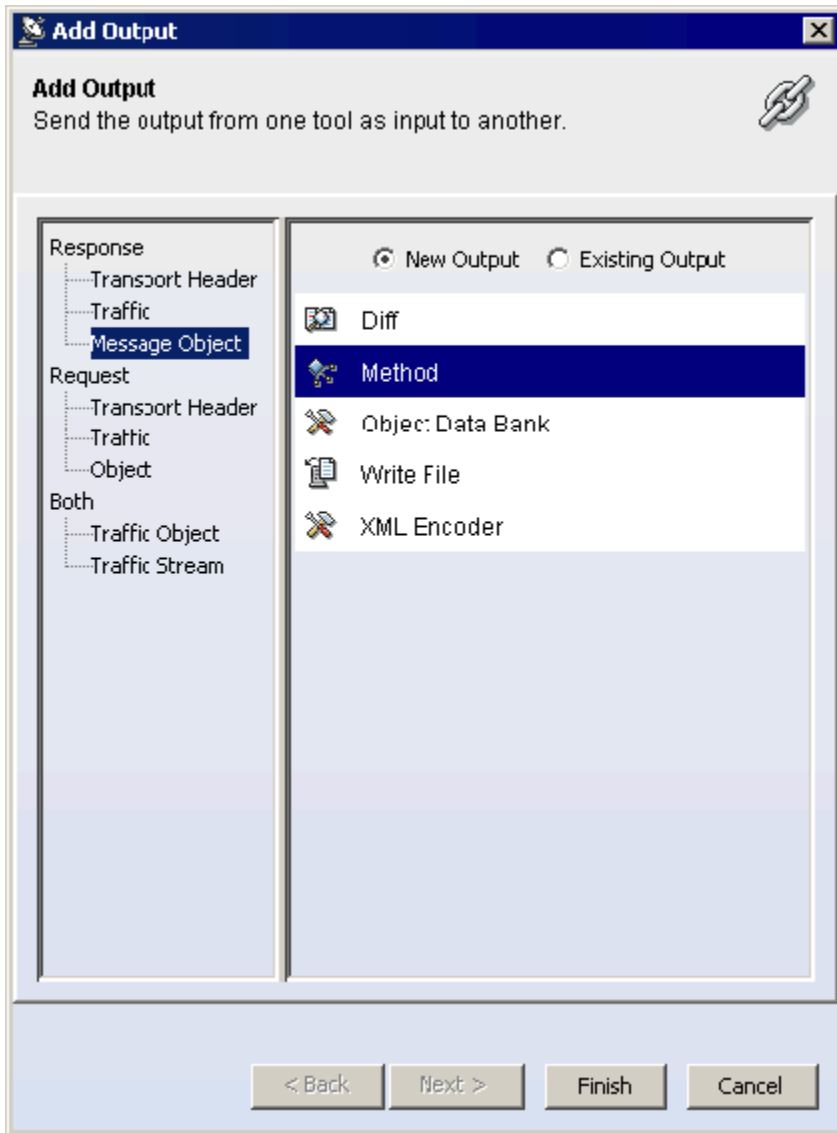 Add Output
Add Output
Send the output from one tool as input to another.
Response
Transport Header
Traffic
Message Object
Request
Transport Header
Traffic
Object
Both
Traffic Object
Traffic Stream
New Output
Existing Output
Diff
Method
Object Data Bank
Write File
XML Encoder
< Back
Next >
Finish
Cancel